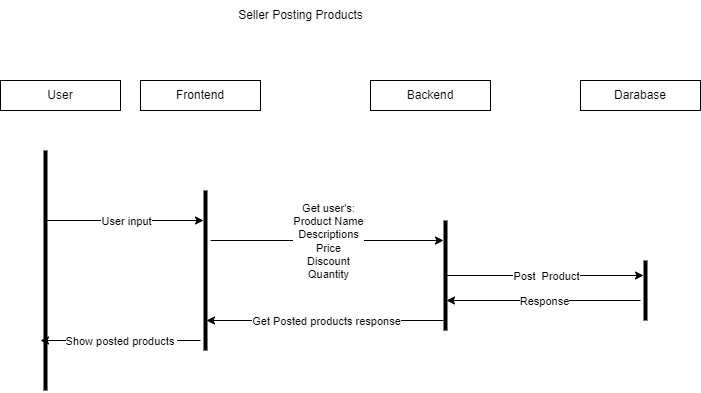 Seller Posting Products
User
Frontend
Backend
Darabase
User input
Get user's:
Product Name
Descriptions
Price
Discount
Quantity
Post Product
Response
Get Posted products response
Show posted products